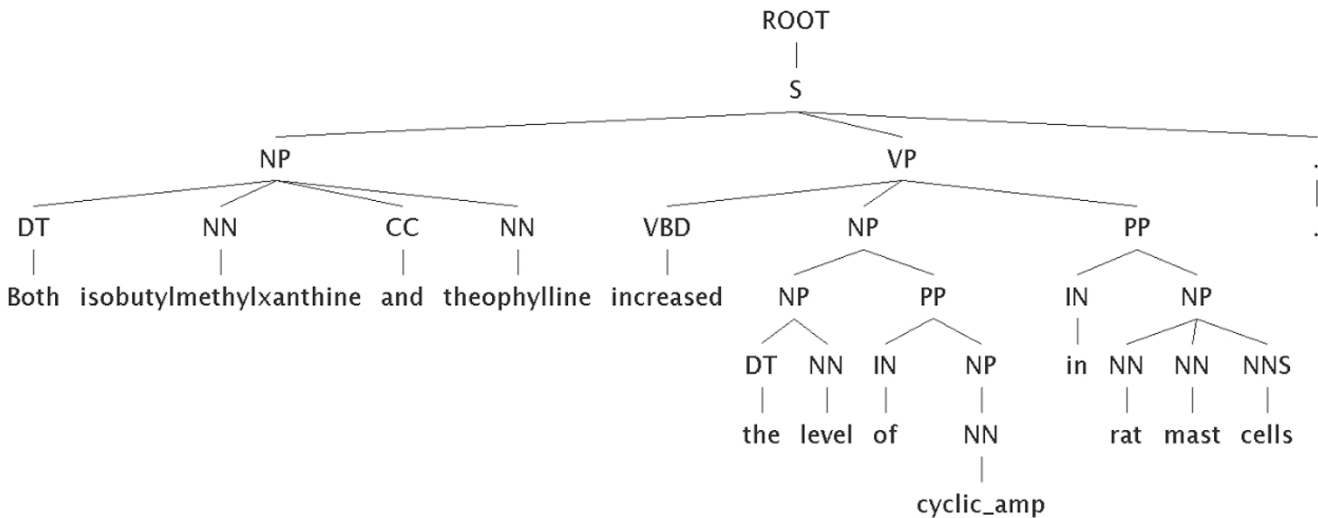 ROOT
S
NP VP .
DT NN CC NN VBD NP PP .
Both isobutylmethylxanthine and theophylline increased NP PP IN NP
DT NN IN NP in NN NN NNS
the level of NN rat mast cells
cyclic_amp